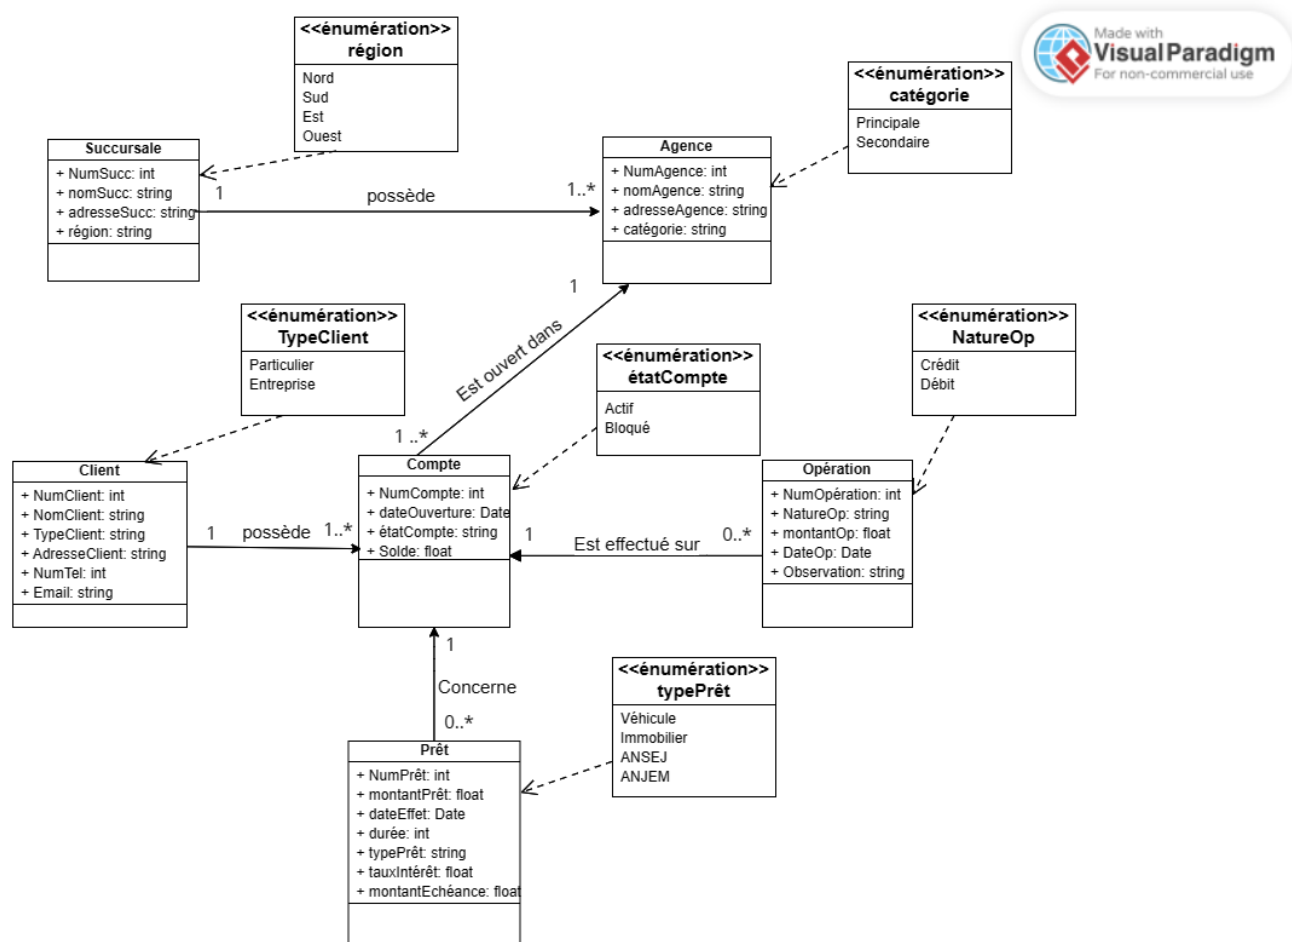 <<énumération>>
région
Nord
Sud
Est
Ouest
Made with
Visual Paradigm
For non-commercial use
<<énumération>>
catégorie
Principale
Secondaire
Succursale
+ NumSucc: int
+ nomSucc: string
+ adresseSucc: string
+ région: string
1
possède
1..*
Agence
+ NumAgence: int
+ nomAgence: string
+ adresseAgence: string
+ catégorie: string
1
Est ouvert dans
1 ..*
<<énumération>>
TypeClient
Particulier
Entreprise
<<énumération>>
étatCompte
Actif
Bloqué
<<énumération>>
NatureOp
Crédit
Débit
Client
+ NumClient: int
+ NomClient: string
+ TypeClient: string
+ AdresseClient: string
+ NumTel: int
+ Email: string
1
possède
1..*
Compte
+ NumCompte: int
+ dateOuverture: Date
+ étatCompte: string
+ Solde: float
1
Est effectué sur
0..*
Opération
+ NumOpération: int
+ NatureOp: string
+ montantOp: float
+ DateOp: Date
+ Observation: string
1
Concerne
0..*
<<énumération>>
typePrêt
Véhicule
Immobilier
ANSEJ
ANJEM
Prêt
+ NumPrêt: int
+ montantPrêt: float
+ dateEffet: Date
+ durée: int
+ typePrêt: string
+ tauxIntérêt: float
+ montantEchéance: float